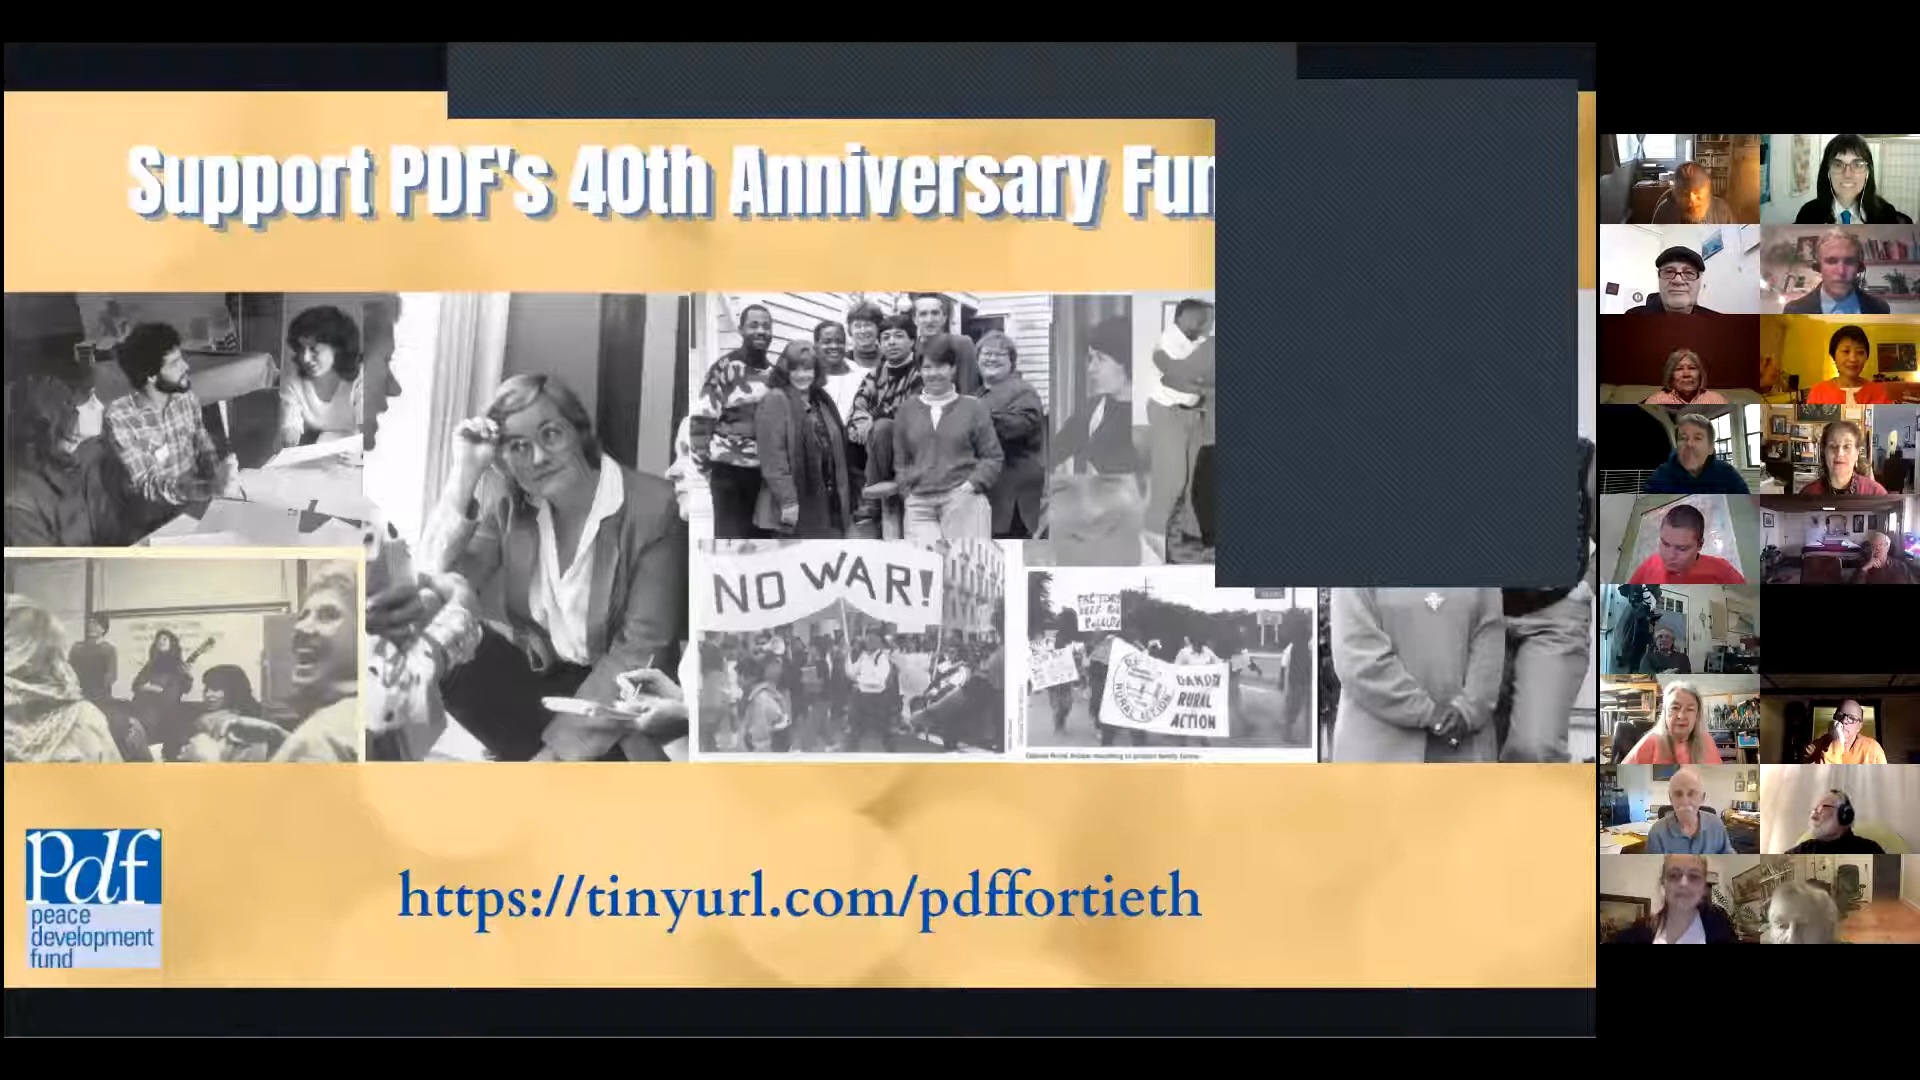 Support PDF's 40th Anniversary Fun
NO WAR!
RURAL
ACTION
https://tinyurl.com/pdffortieth
pdf
peace
development
fund